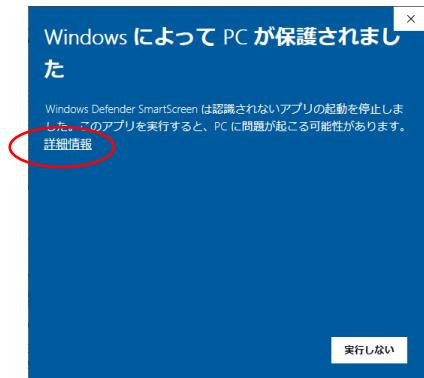 Windows によって PC が保護されまし
た
Windows Defender SmartScreen は認識されないアプリの起動を停止しま
した。このアプリを実行すると、PC に問題が起こる可能性があります。
詳細情報
実行しない